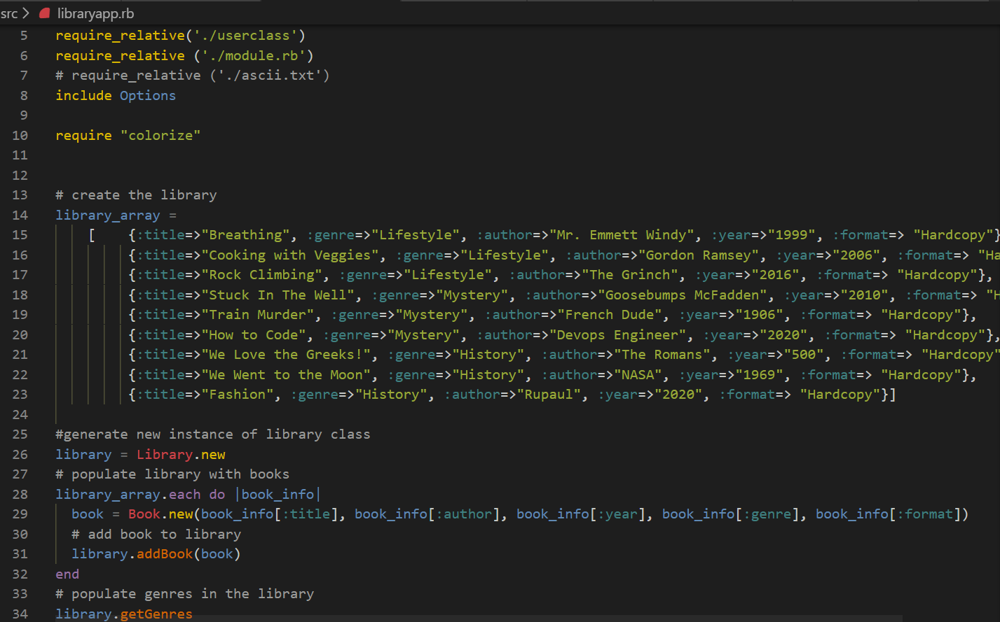 src > libraryapp.rb
5 require_relative('./userclass')
6 require_relative ('./module.rb')
7 # require_relative ('./ascii.txt')
8 include Options
9
10 require "colorize"
11
12
13 # create the library
14 library_array =
15 [ {:title=>"Breathing", :genre=>"Lifestyle", :author=>"Mr. Emmett Windy", :year=>"1999", :format=> "Hardcopy"}
16 {:title=>"Cooking with Veggies", :genre=>"Lifestyle", :author=>"Gordon Ramsey", :year=>"2006", :format=> "Ha
17 {:title=>"Rock Climbing", :genre=>"Lifestyle", :author=>"The Grinch", :year=>"2016", :format=> "Hardcopy"},
18 {:title=>"Stuck In The Well", :genre=>"Mystery", :author=>"Goosebumps McFadden", :year=>"2010", :format=> "H
19 {:title=>"Train Murder", :genre=>"Mystery", :author=>"French Dude", :year=>"1906", :format=> "Hardcopy"},
20 {:title=>"How to Code", :genre=>"Mystery", :author=>"Devops Engineer", :year=>"2020", :format=> "Hardcopy"},
21 {:title=>"We Love the Greeks!", :genre=>"History", :author=>"The Romans", :year=>"500", :format=> "Hardcopy"
22 {:title=>"We Went to the Moon", :genre=>"History", :author=>"NASA", :year=>"1969", :format=> "Hardcopy"},
23 {:title=>"Fashion", :genre=>"History", :author=>"Rupaul", :year=>"2020", :format=> "Hardcopy"}]
24
25 #generate new instance of library class
26 library = Library.new
27 # populate library with books
28 library_array.each do |book_info|
29 book = Book.new(book_info[:title], book_info[:author], book_info[:year], book_info[:genre], book_info[:format])
30 # add book to library
31 library.addBook(book)
32 end
33 # populate genres in the library
34 library.getGenres